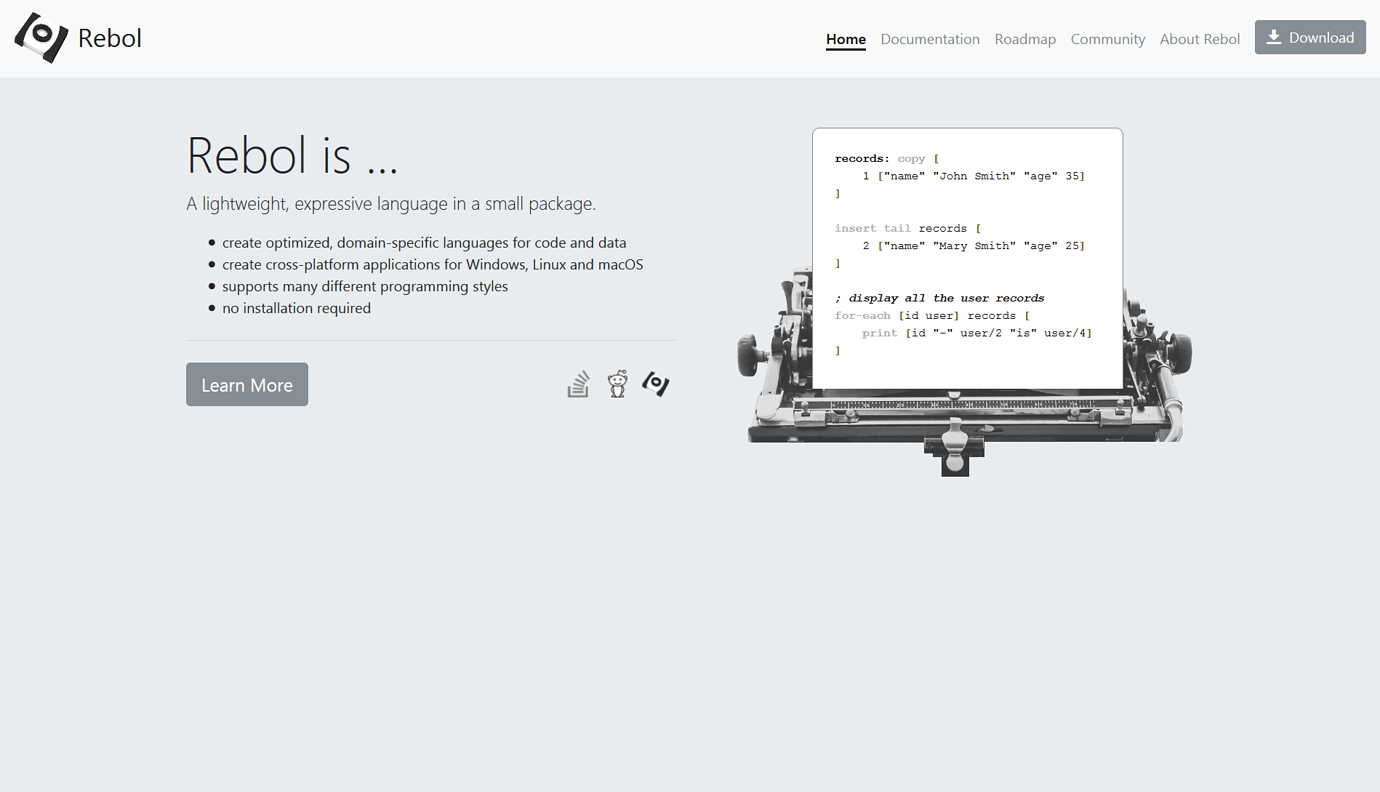 Rebol
Home Documentation Roadmap Community About Rebol Download
Rebol is ...
A lightweight, expressive language in a small package.
create optimized, domain-specific languages for code and data
create cross-platform applications for Windows, Linux and macOS
supports many different programming styles
no installation required
Learn More
records: copy [
    1 ["name" "John Smith" "age" 35]
]
insert tail records [
    2 ["name" "Mary Smith" "age" 25]
]
; display all the user records
for-each [id user] records [
    print [id "-" user/2 "is" user/4]
]